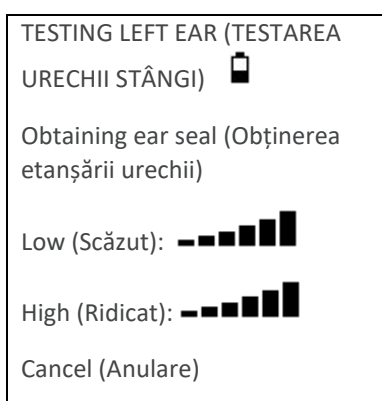 TESTING LEFT EAR (TESTAREA
URECHII STÂNGI)
Obtaining ear seal (Obținerea
etanșării urechii)
Low (Scăzut):
High (Ridicat):
Cancel (Anulare)